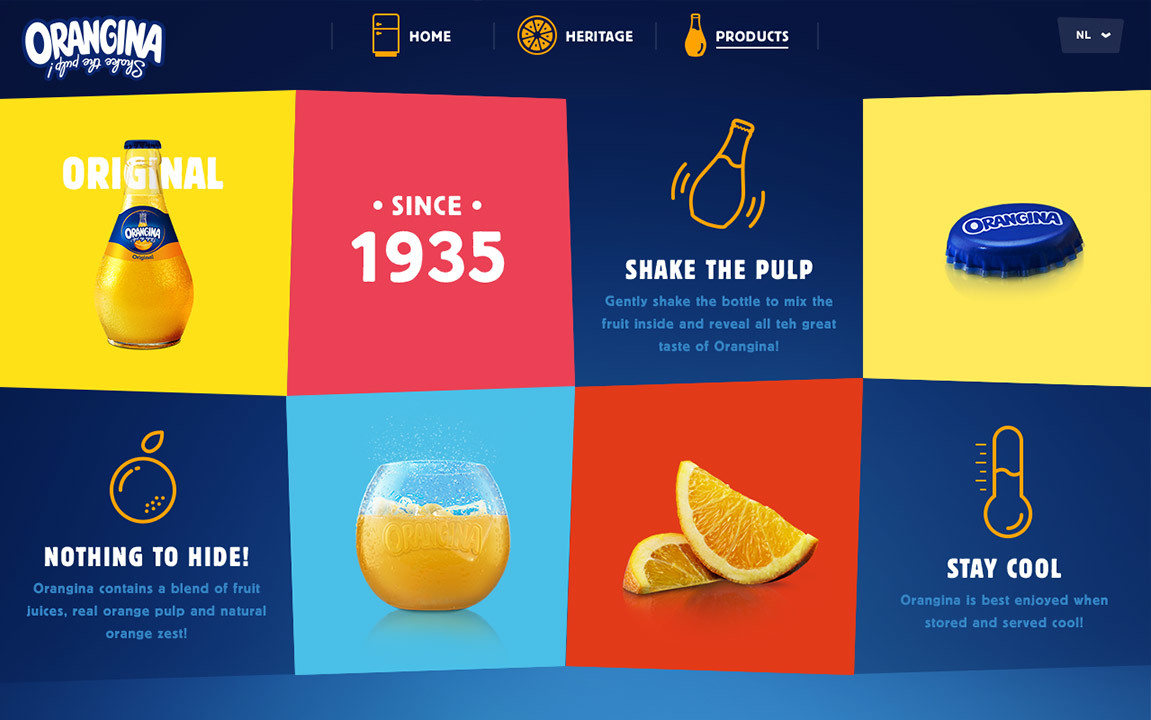 ORANGINA
Shake the pulp!
HOME
HERITAGE
PRODUCTS
NL
ORIGINAL
ORANGINA
Original
• SINCE •
1935
SHAKE THE PULP
Gently shake the bottle to mix the
fruit inside and reveal all teh great
taste of Orangina!
ORANGINA
NOTHING TO HIDE!
Orangina contains a blend of fruit
juices, real orange pulp and natural
orange zest!
ORANGINA
STAY COOL
Orangina is best enjoyed when
stored and served cool!